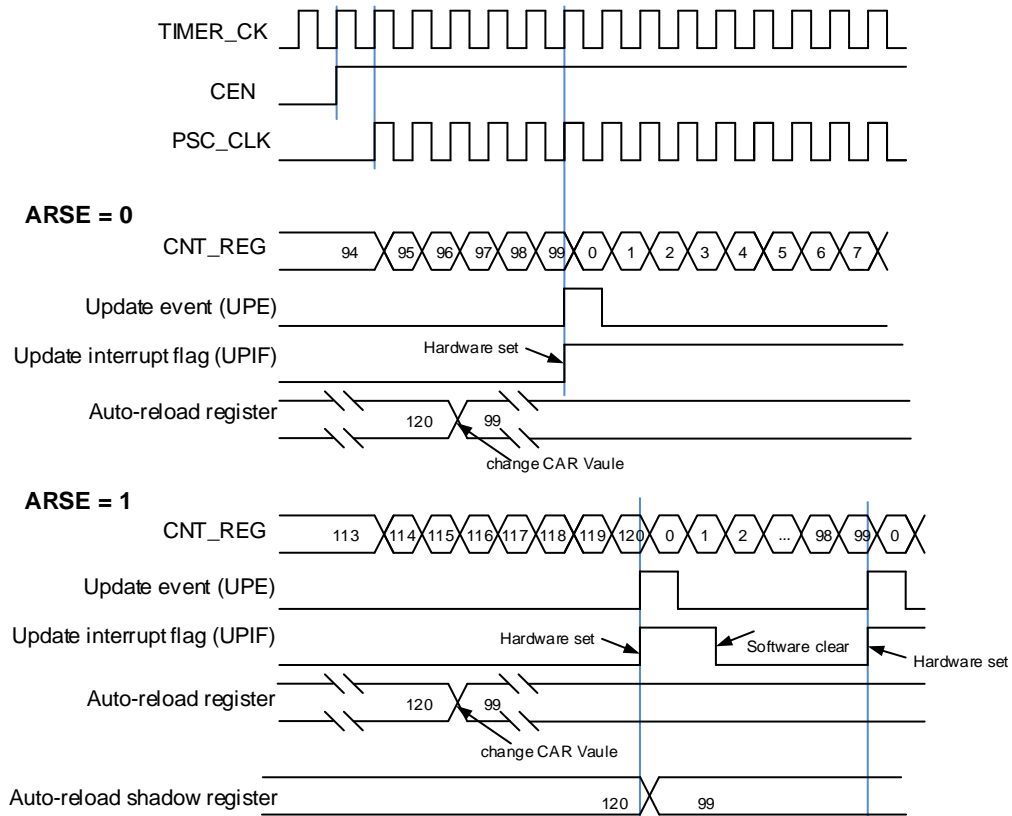 TIMER_CK
CEN
PSC_CLK
ARSE = 0
CNT_REG 94 95 96 97 98 99 0 1 2 3 4 5 6 7
Update event (UPE)
Update interrupt flag (UPIF) Hardware set
Auto-reload register 120 99
change CAR Vaule
ARSE = 1
CNT_REG 113 114 115 116 117 118 119 120 0 1 2 ... 98 99 0
Update event (UPE)
Update interrupt flag (UPIF) Hardware set Software clear Hardware set
Auto-reload register 120 99
change CAR Vaule
Auto-reload shadow register 120 99